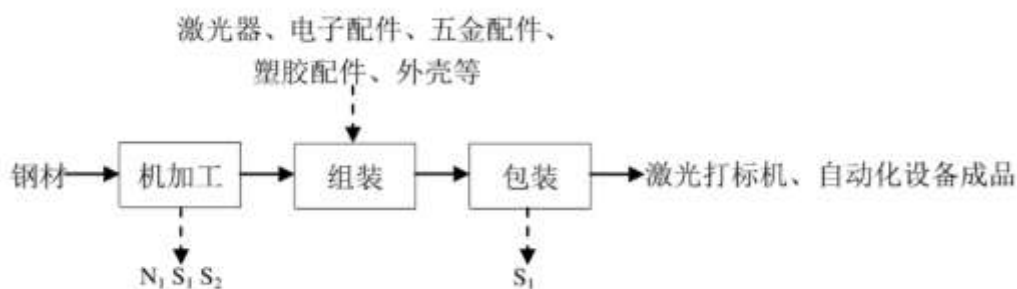 激光器、电子配件、五金配件、
塑胶配件、外壳等
钢材 机加工 组装 包装 激光打标机、自动化设备成品
N₁ S₁ S₂ S₁